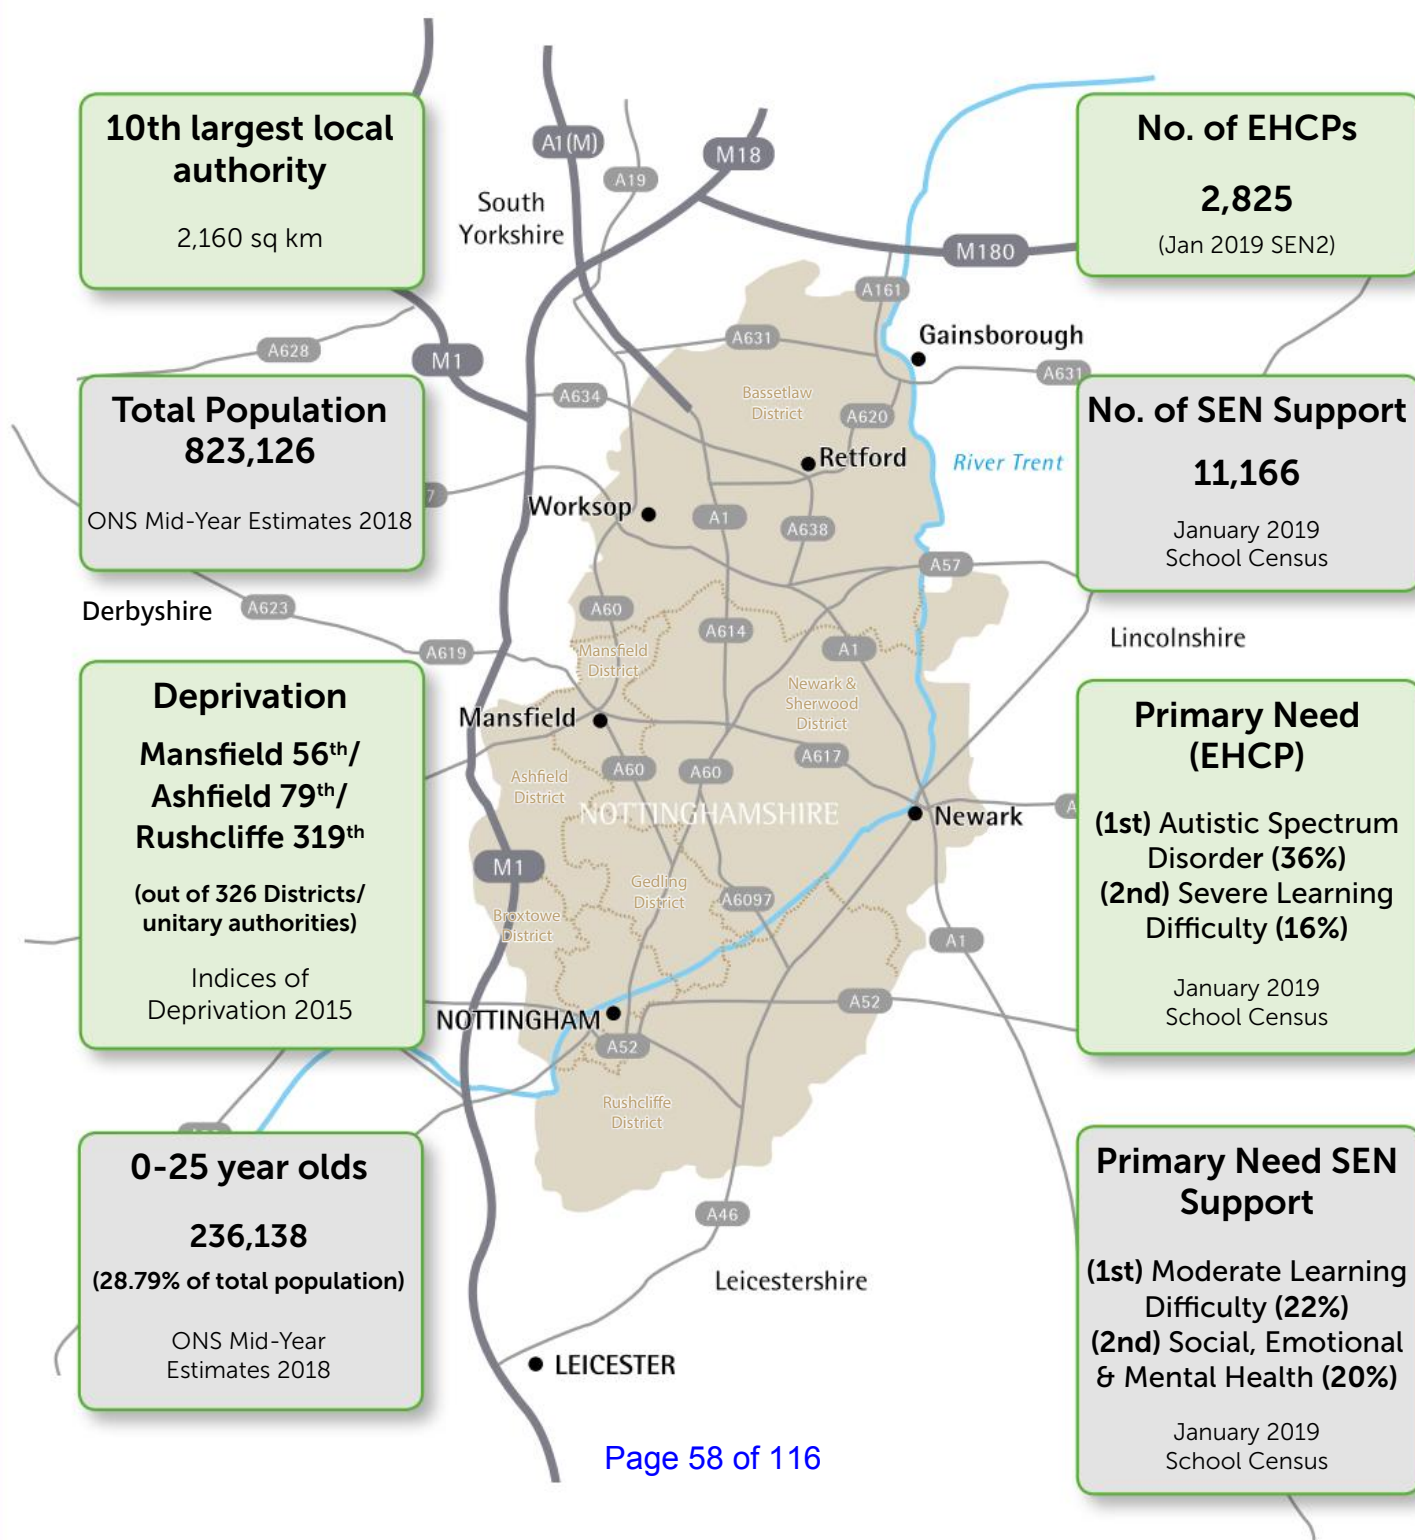 10th largest local
authority
2,160 sq km
Total Population
823,126
ONS Mid-Year Estimates 2018
Derbyshire
Deprivation
Mansfield 56th/
Ashfield 79th/
Rushcliffe 319th
(out of 326 Districts/
unitary authorities)
Indices of
Deprivation 2015
0-25 year olds
236,138
(28.79% of total population)
ONS Mid-Year
Estimates 2018
A1(M)
M18
A19
South
Yorkshire
M180
A161
A631
Gainsborough
A628
M1
A631
A634
Bassetlaw
District
A620
Retford
River Trent
7
Worksop
A1
A638
A57
A623
A60
A614
A619
A1
Lincolnshire
Mansfield
District
Newark &
Sherwood
District
Mansfield
A617
A60
A60
Ashfield
District
NOTTINGHAMSHIRE
Newark
A
M1
Gedling
District
A6097
Broxtowe
District
A1
A52
NOTTINGHAM
A52
Rushcliffe
District
A46
Leicestershire
LEICESTER
No. of EHCPs
2,825
(Jan 2019 SEN2)
No. of SEN Support
11,166
January 2019
School Census
Primary Need
(EHCP)
(1st) Autistic Spectrum
Disorder (36%)
(2nd) Severe Learning
Difficulty (16%)
January 2019
School Census
Primary Need SEN
Support
(1st) Moderate Learning
Difficulty (22%)
(2nd) Social, Emotional
& Mental Health (20%)
January 2019
School Census
Page 58 of 116